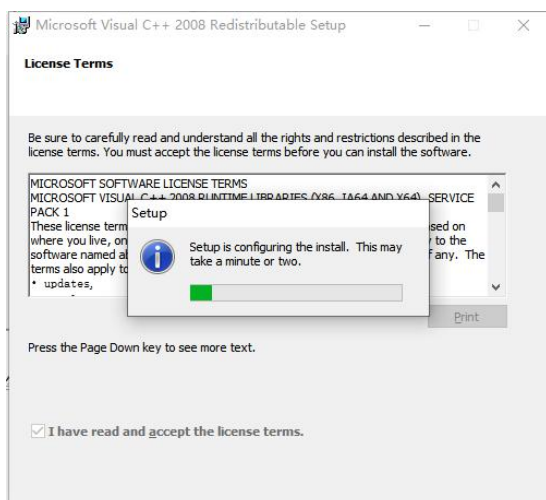 Microsoft Visual C++ 2008 Redistributable Setup
License Terms
Be sure to carefully read and understand all the rights and restrictions described in the
license terms. You must accept the license terms before you can install the software.
MICROSOFT SOFTWARE LICENSE TERMS
MICROSOFT VISUAL C++ 2008 RUNTIME LIBRARIES (X86, IA64 AND X64), SERVICE
PACK 1
These license term
sed on
where you live, on
to the
software named
f any. The
terms also apply to
• updates,
Setup
Setup is configuring the install. This may
take a minute or two.
Print
Press the Page Down key to see more text.
I have read and accept the license terms.